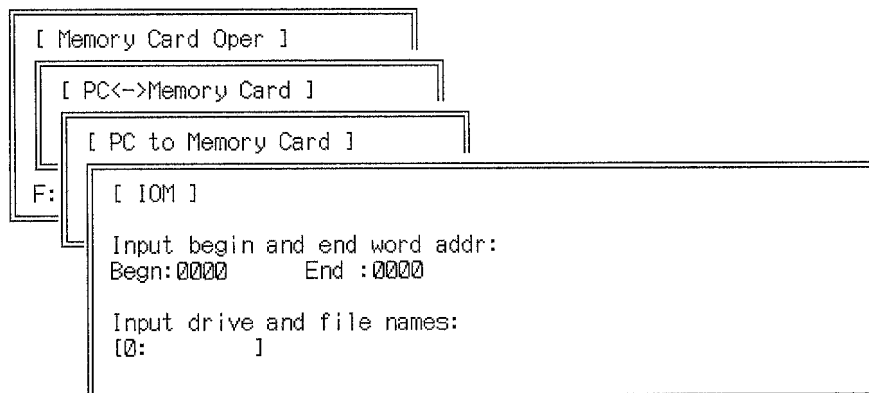 [ Memory Card Oper ]
[ PC<->Memory Card ]
[ PC to Memory Card ]
F:
[ IOM ]
Input begin and end word addr:
Begn:0000 End :0000
Input drive and file names:
[0: ]